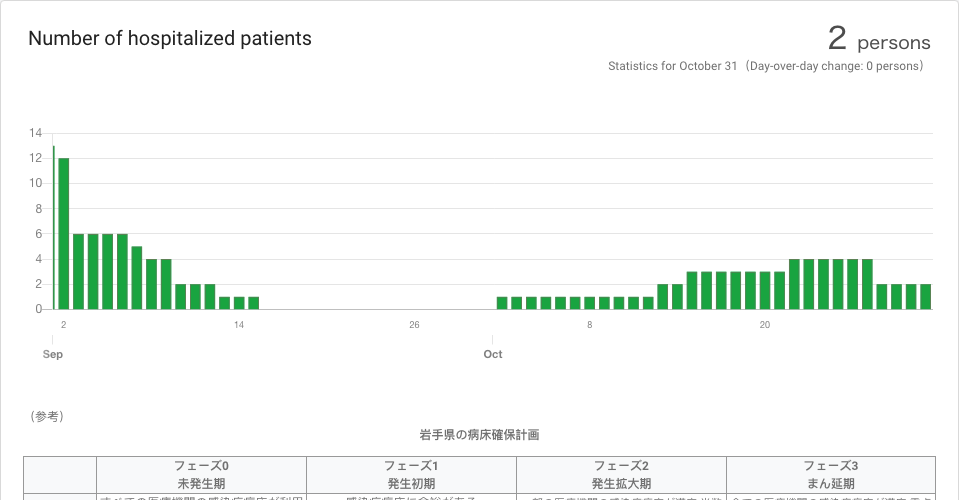 Number of hospitalized patients
2 persons
Statistics for October 31（Day-over-day change: 0 persons）
14
12
10
8
6
4
2
0
2 14 26 8 20
Sep Oct
（参考）
岩手県の病床確保計画
フェーズ0 フェーズ1 フェーズ2 フェーズ3
未発生期 発生初期 発生拡大期 まん延期